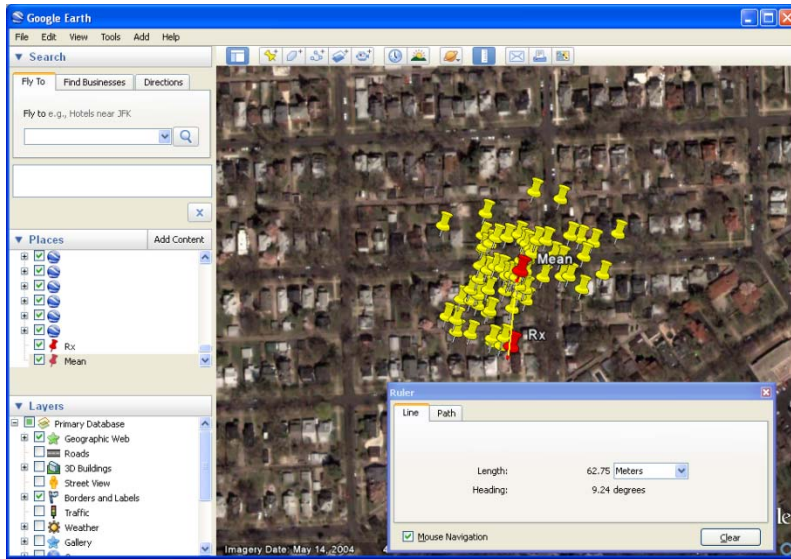 Google Earth
File Edit View Tools Add Help
Search
Fly To Find Businesses Directions
Fly to e.g., Hotels near JFK
Places Add Content
Rx
Mean
Layers
Primary Database
Geographic Web
Roads
3D Buildings
Street View
Borders and Labels
Traffic
Weather
Gallery
Mean
Rx
Ruler
Line Path
Length: 62.75 Meters
Heading: 9.24 degrees
Mouse Navigation Clear
Imagery Date: May 14, 2004